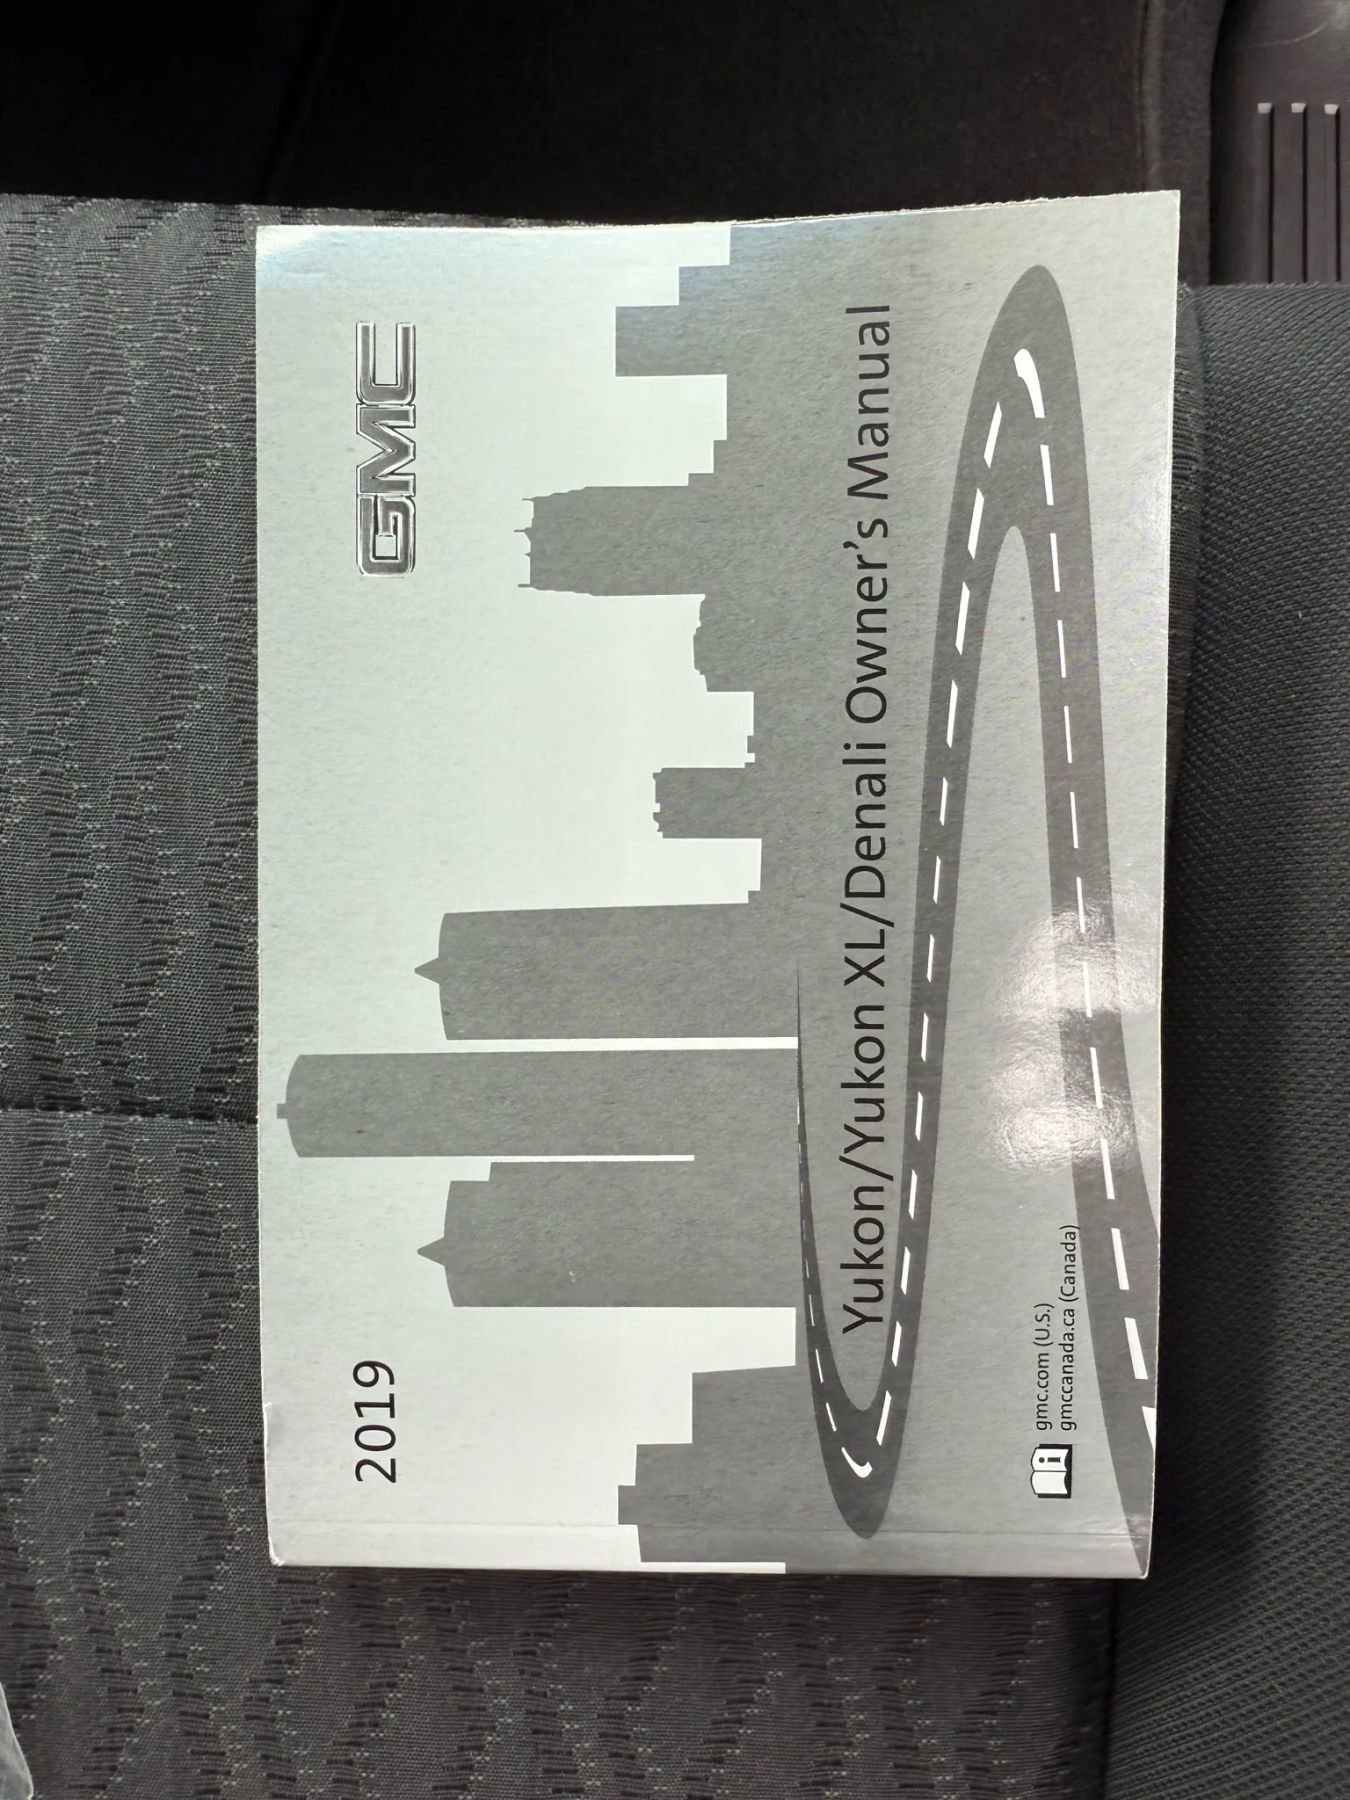 2019
GMC
Yukon/Yukon XL/Denali Owner's Manual
gmc.com (U.S.)
gmccanada.ca (Canada)